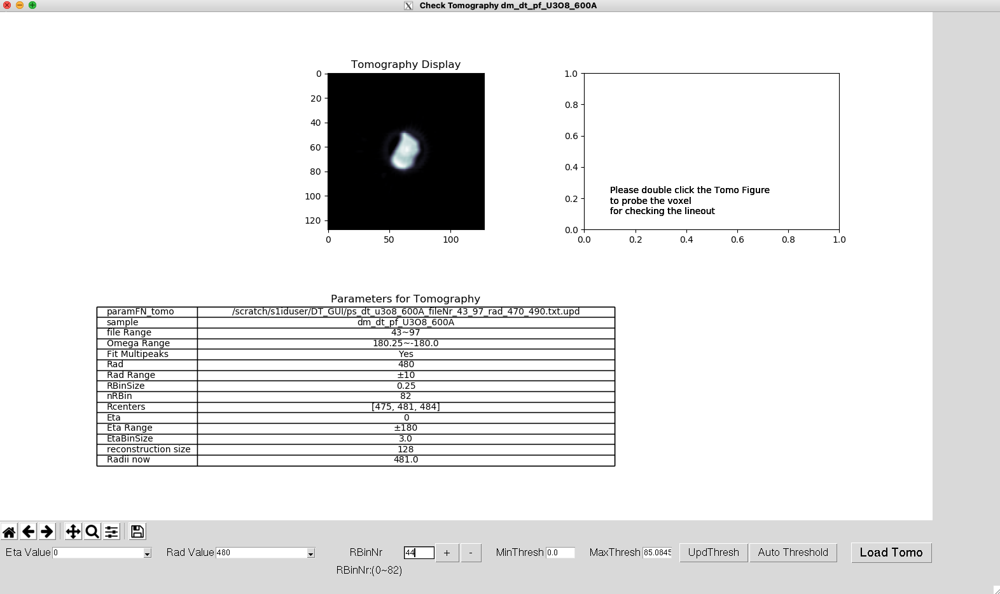 Check Tomography dm_dt_pf_U3O8_600A
Tomography Display
0
20
40
60
80
100
120
0 50 100
1.0
0.8
0.6
0.4
0.2
0.0
Please double click the Tomo Figure
to probe the voxel
for checking the lineout
0.0 0.2 0.4 0.6 0.8 1.0
Parameters for Tomography
paramFN_tomo /scratch/s1iduser/DT_GUI/ps_dt_u3o8_600A_fileNr_43_97_rad_470_490.txt.upd
sample dm_dt_pf_U3O8_600A
file Range 43~97
Omega Range 180.25~-180.0
Fit Multipeaks Yes
Rad 480
Rad Range ±10
RBinSize 0.25
nRBin 82
Rcenters [475, 481, 484]
Eta 0
Eta Range ±180
EtaBinSize 3.0
reconstruction size 128
Radii now 481.0
Eta Value 0 Rad Value 480 RBinNr 44 + - MinThresh 0.0 MaxThresh 85.0845 UpdThresh Auto Threshold Load Tomo
RBinNr:(0~82)